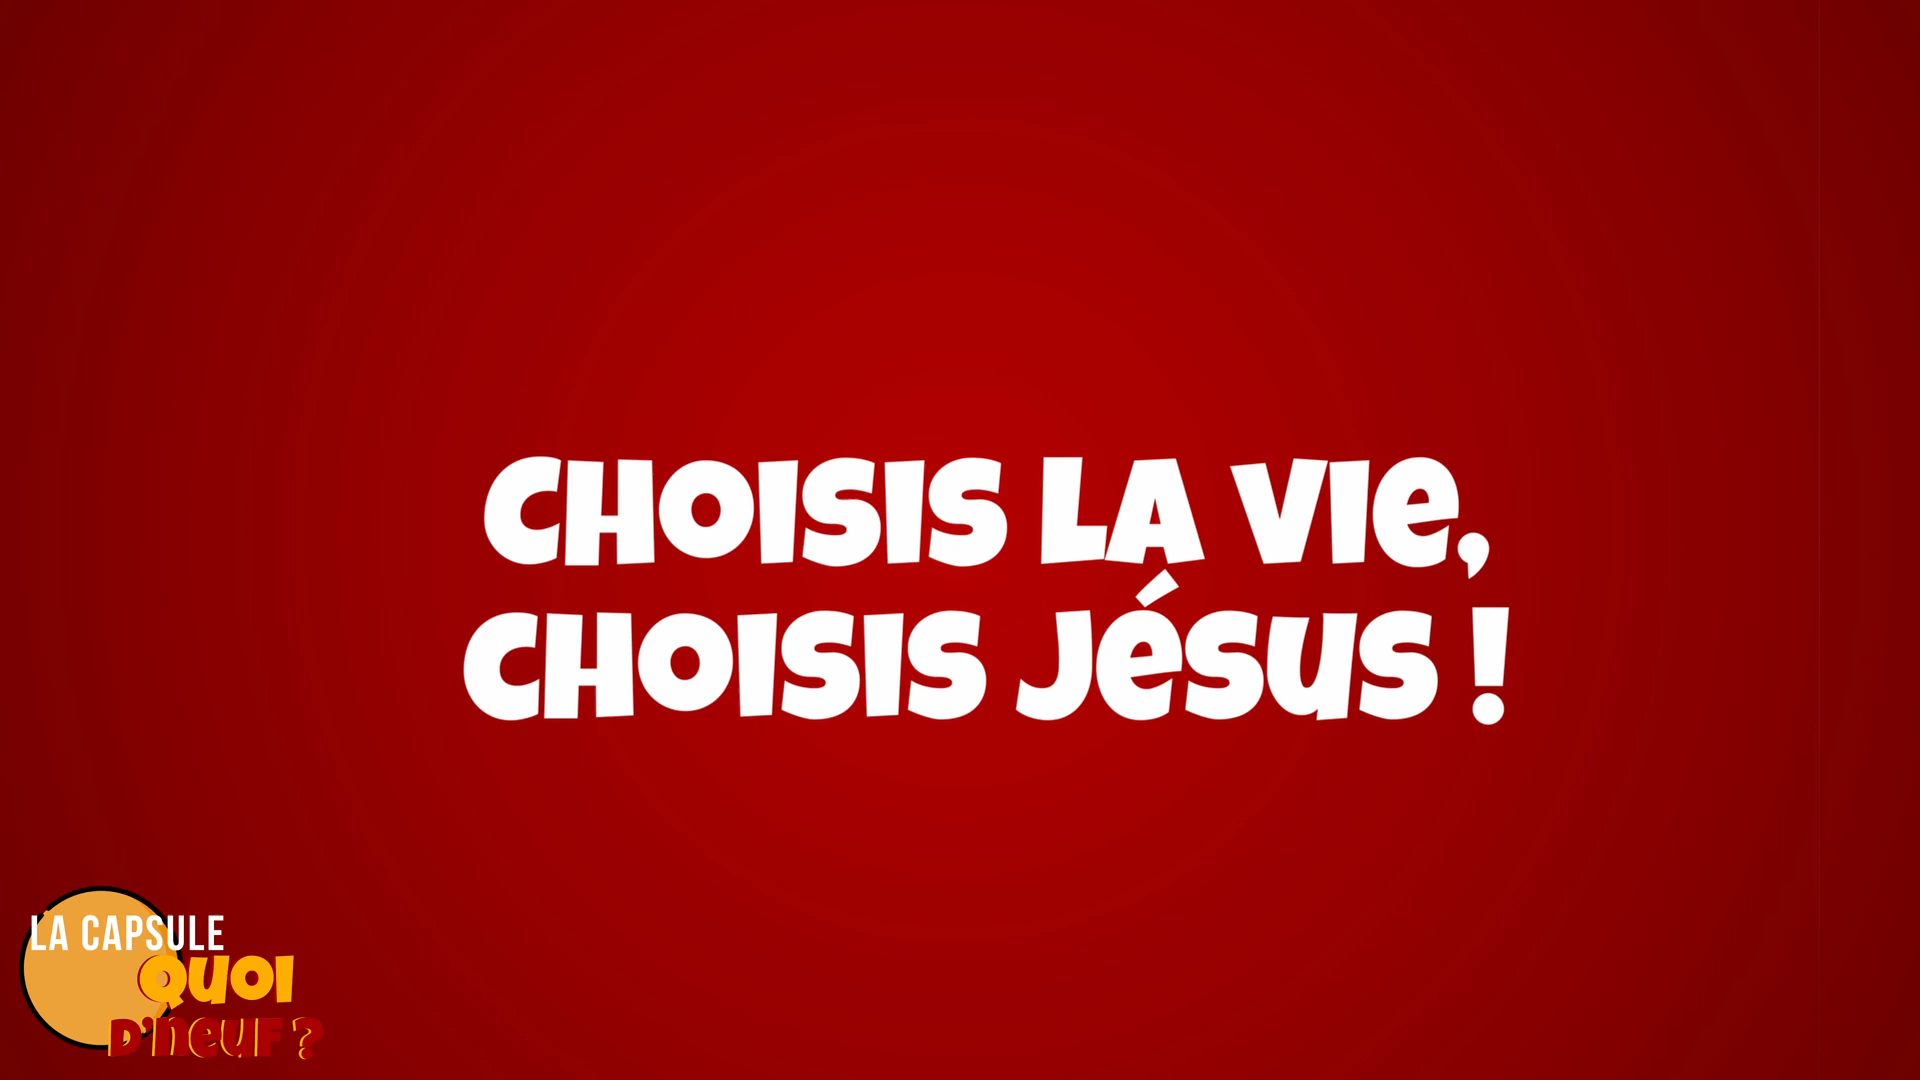 CHOISIS LA VIE,
CHOISIS JÉSUS !
LA CAPSULE
QUOI
D'NEUF ?